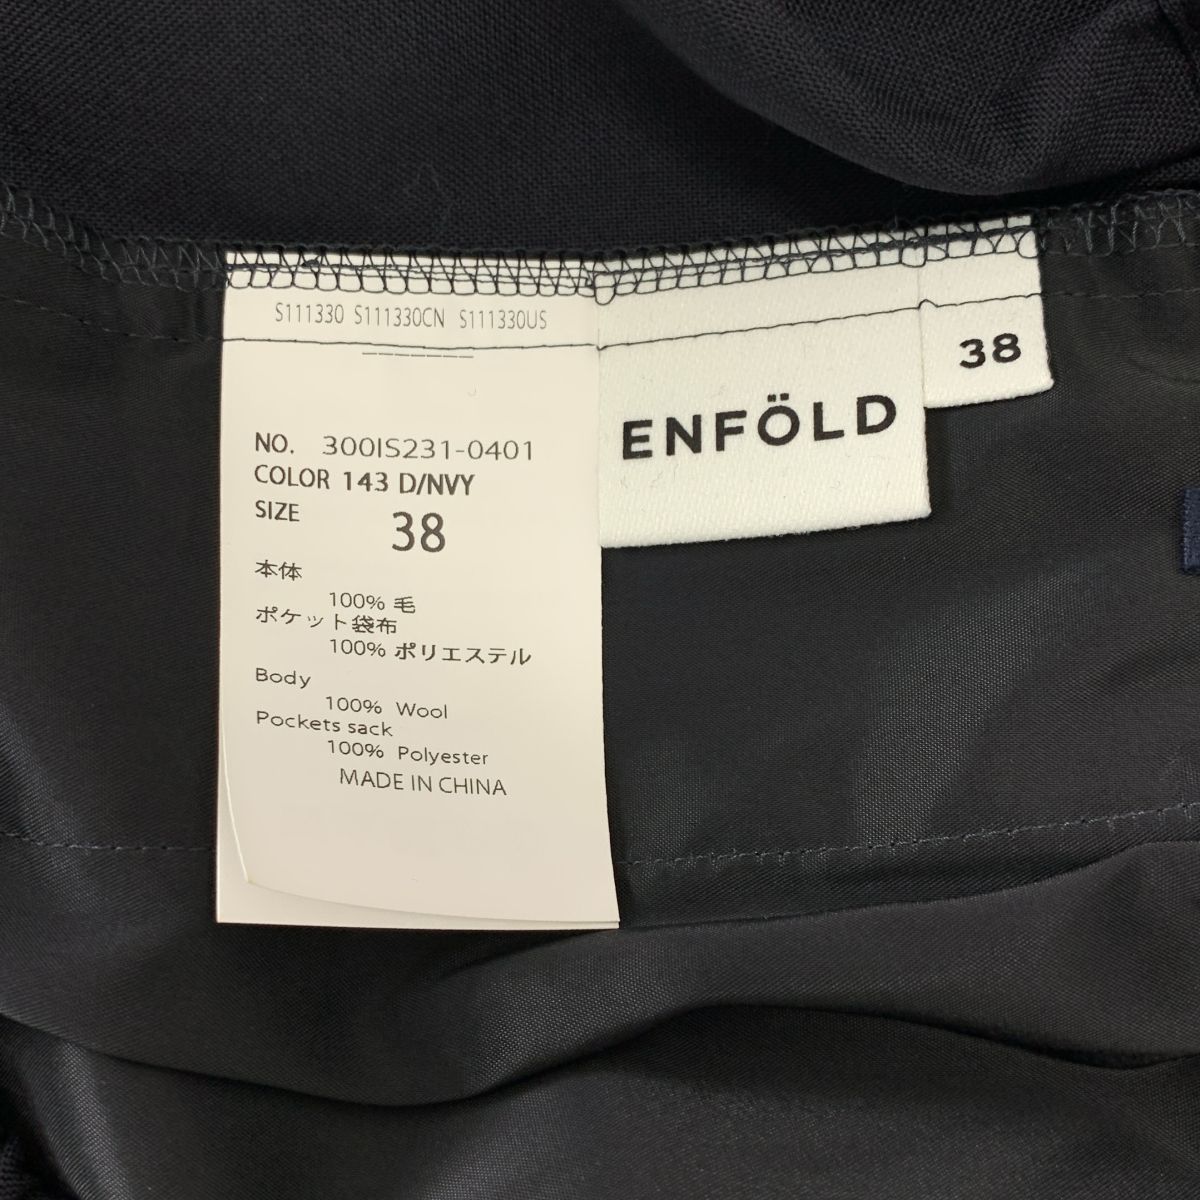 S111330 S111330CN S111330US
NO. 300IS231-0401
COLOR 143 D/NVY
SIZE 38
本体
100% 毛
ポケット袋布
100% ポリエステル
Body
100% Wool
Pockets sack
100% Polyester
MADE IN CHINA
ENFÖLD
38